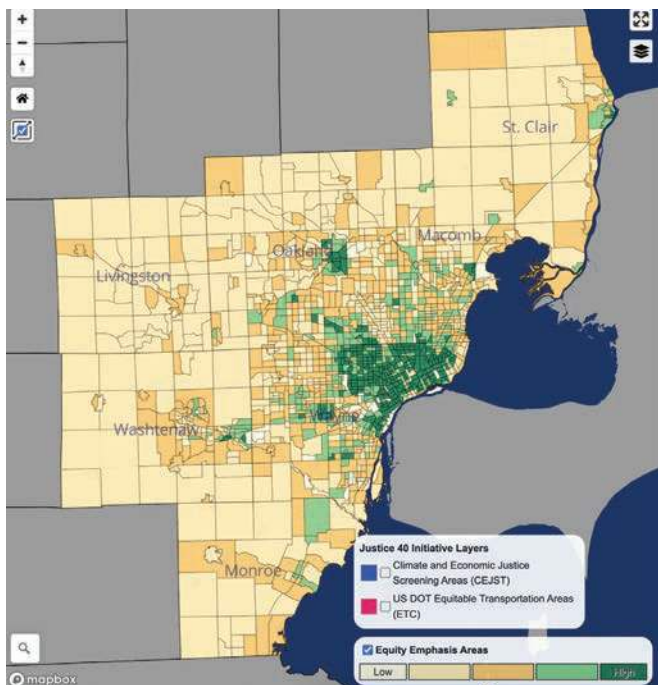 St. Clair
Oakland
Macomb
Livingston
Wayne
Washtenaw
Monroe
Justice 40 Initiative Layers
Climate and Economic Justice
Screening Areas (CEJST)
US DOT Equitable Transportation Areas
(ETC)
Equity Emphasis Areas
Low
High
mapbox